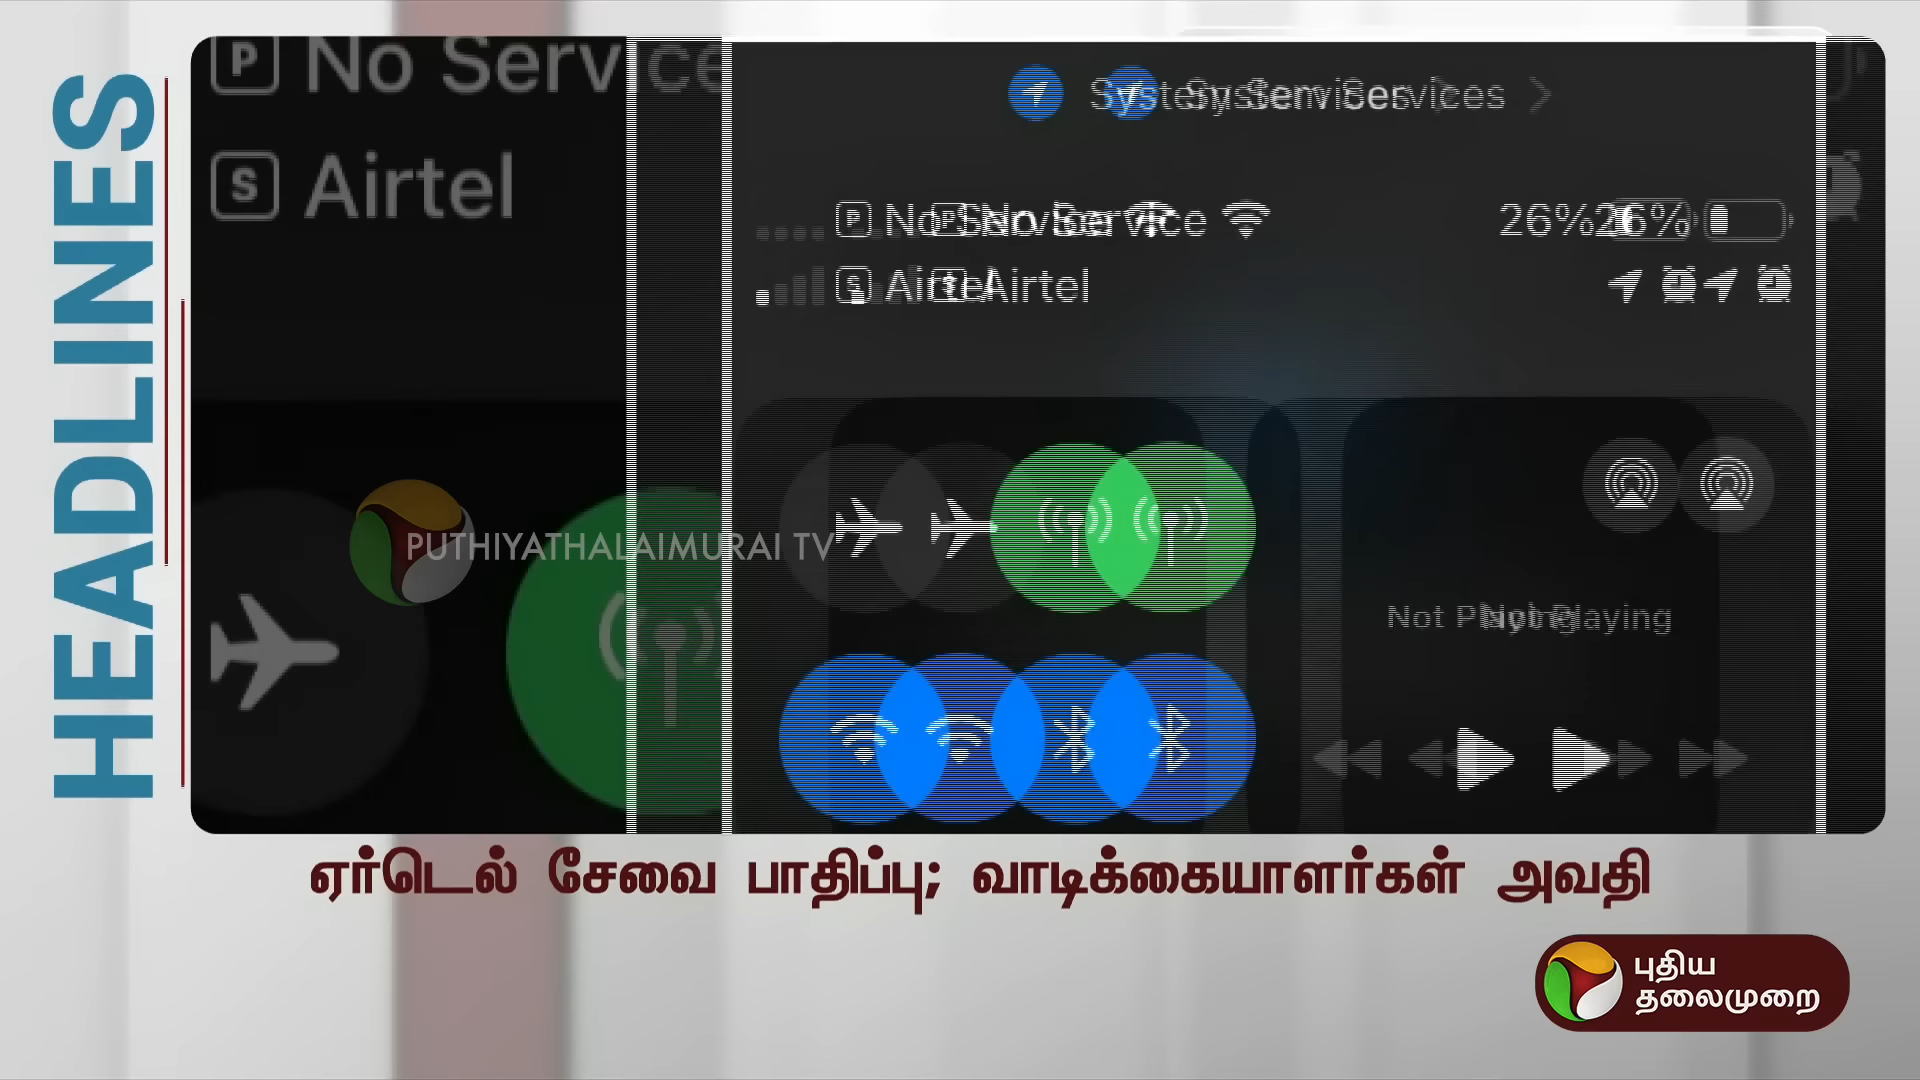 HEADLINES
P No Service
S Airtel
System Services
P No Service 26%
S Airtel
PUTHIYATHALAIMURAI TV
Not Playing
ஏர்டெல் சேவை பாதிப்பு; வாடிக்கையாளர்கள் அவதி
புதிய
தலைமுறை